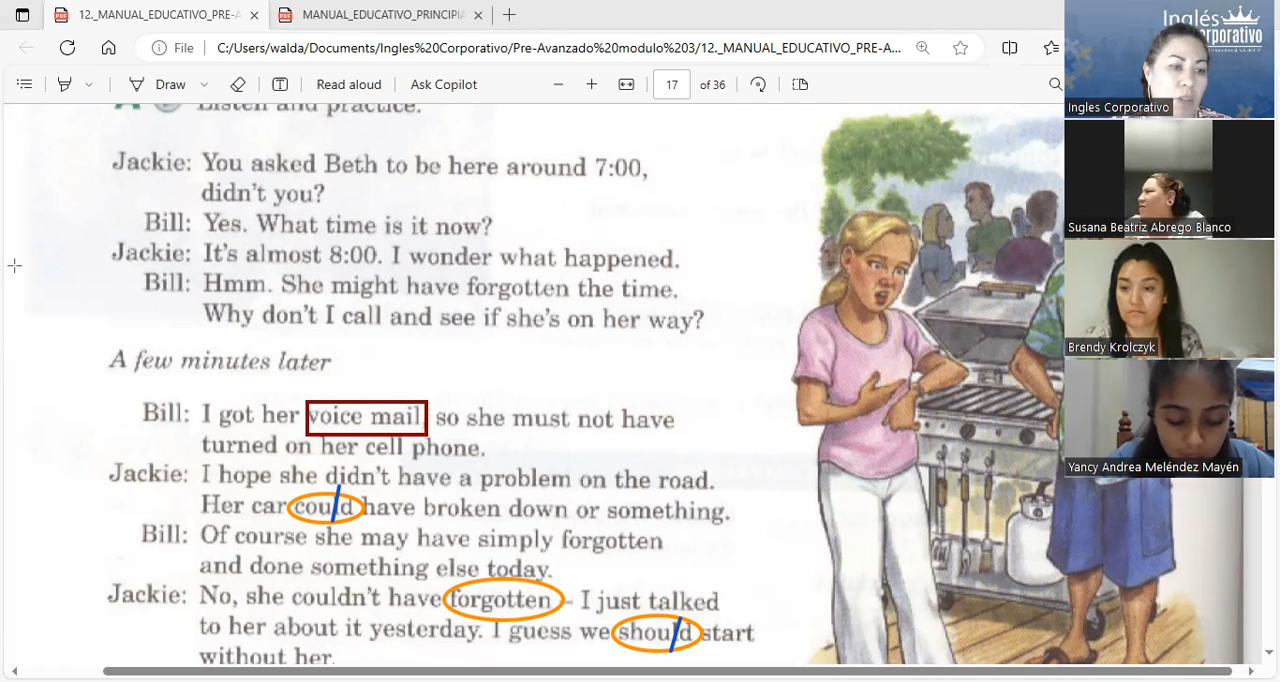 12._MANUAL_EDUCATIVO_PRE-A
MANUAL_EDUCATIVO_PRINCIPIA
File
C:/Users/walda/Documents/Ingles%20Corporativo/Pre-Avanzado%20modulo%203/12._MANUAL_EDUCATIVO_PRE-A...
Draw
Read aloud
Ask Copilot
17
of 36
A Listen and practice.
Jackie: You asked Beth to be here around 7:00,
didn't you?
Bill: Yes. What time is it now?
Jackie: It's almost 8:00. I wonder what happened.
Bill: Hmm. She might have forgotten the time.
Why don't I call and see if she's on her way?
A few minutes later
Bill: I got her voice mail, so she must not have
turned on her cell phone.
Jackie: I hope she didn't have a problem on the road.
Her car could have broken down or something.
Bill: Of course she may have simply forgotten
and done something else today.
Jackie: No, she couldn't have forgotten – I just talked
to her about it yesterday. I guess we should start
without her.
Inglés
Corporativo
Ingles Corporativo
Susana Beatriz Abrego Blanco
Brendy Krolczyk
Yancy Andrea Meléndez Mayén